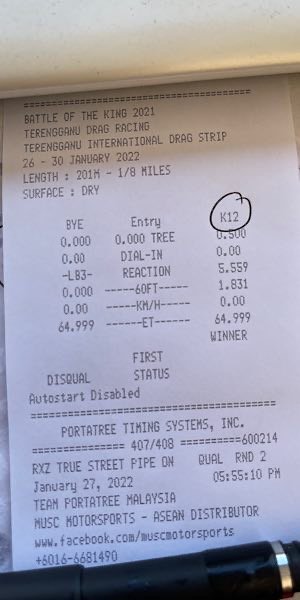 BATTLE OF THE KING 2021
TERENGGANU DRAG RACING
TERENGGANU INTERNATIONAL DRAG STRIP
26 - 30 JANUARY 2022
LENGTH : 201M - 1/8 MILES
SURFACE : DRY
BYE Entry K12
0.000 0.000 TREE 0.500
0.00 DIAL-IN 0.00
-LB3- REACTION 5.559
0.000 -----60FT----- 1.831
0.00 -----KM/H----- 0.00
64.999 ------ET------ 64.999
WINNER
FIRST
DISQUAL STATUS
Autostart Disabled
PORTATREE TIMING SYSTEMS, INC.
=============== 407/408 ==========600214
RXZ TRUE STREET PIPE ON QUAL RND 2
January 27, 2022 05:55:10 PM
TEAM PORTATREE MALAYSIA
MUSC MOTORSPORTS - ASEAN DISTRIBUTOR
www.facebook.com/muscmotorsports
+6016-6681490